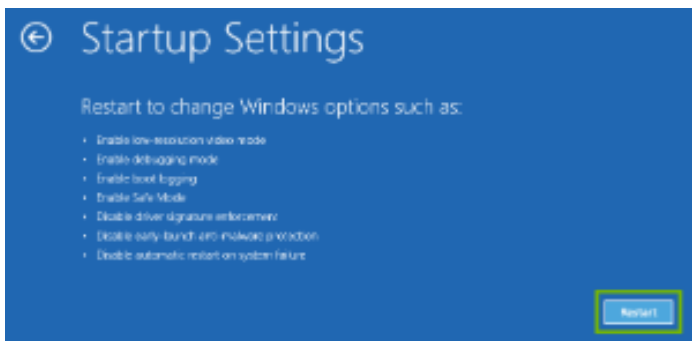 Startup Settings
Restart to change Windows options such as:
Enable low-resolution video mode
Enable debugging mode
Enable boot logging
Enable Safe Mode
Disable driver signature enforcement
Disable early-launch anti-malware protection
Disable automatic restart on system failure
Restart